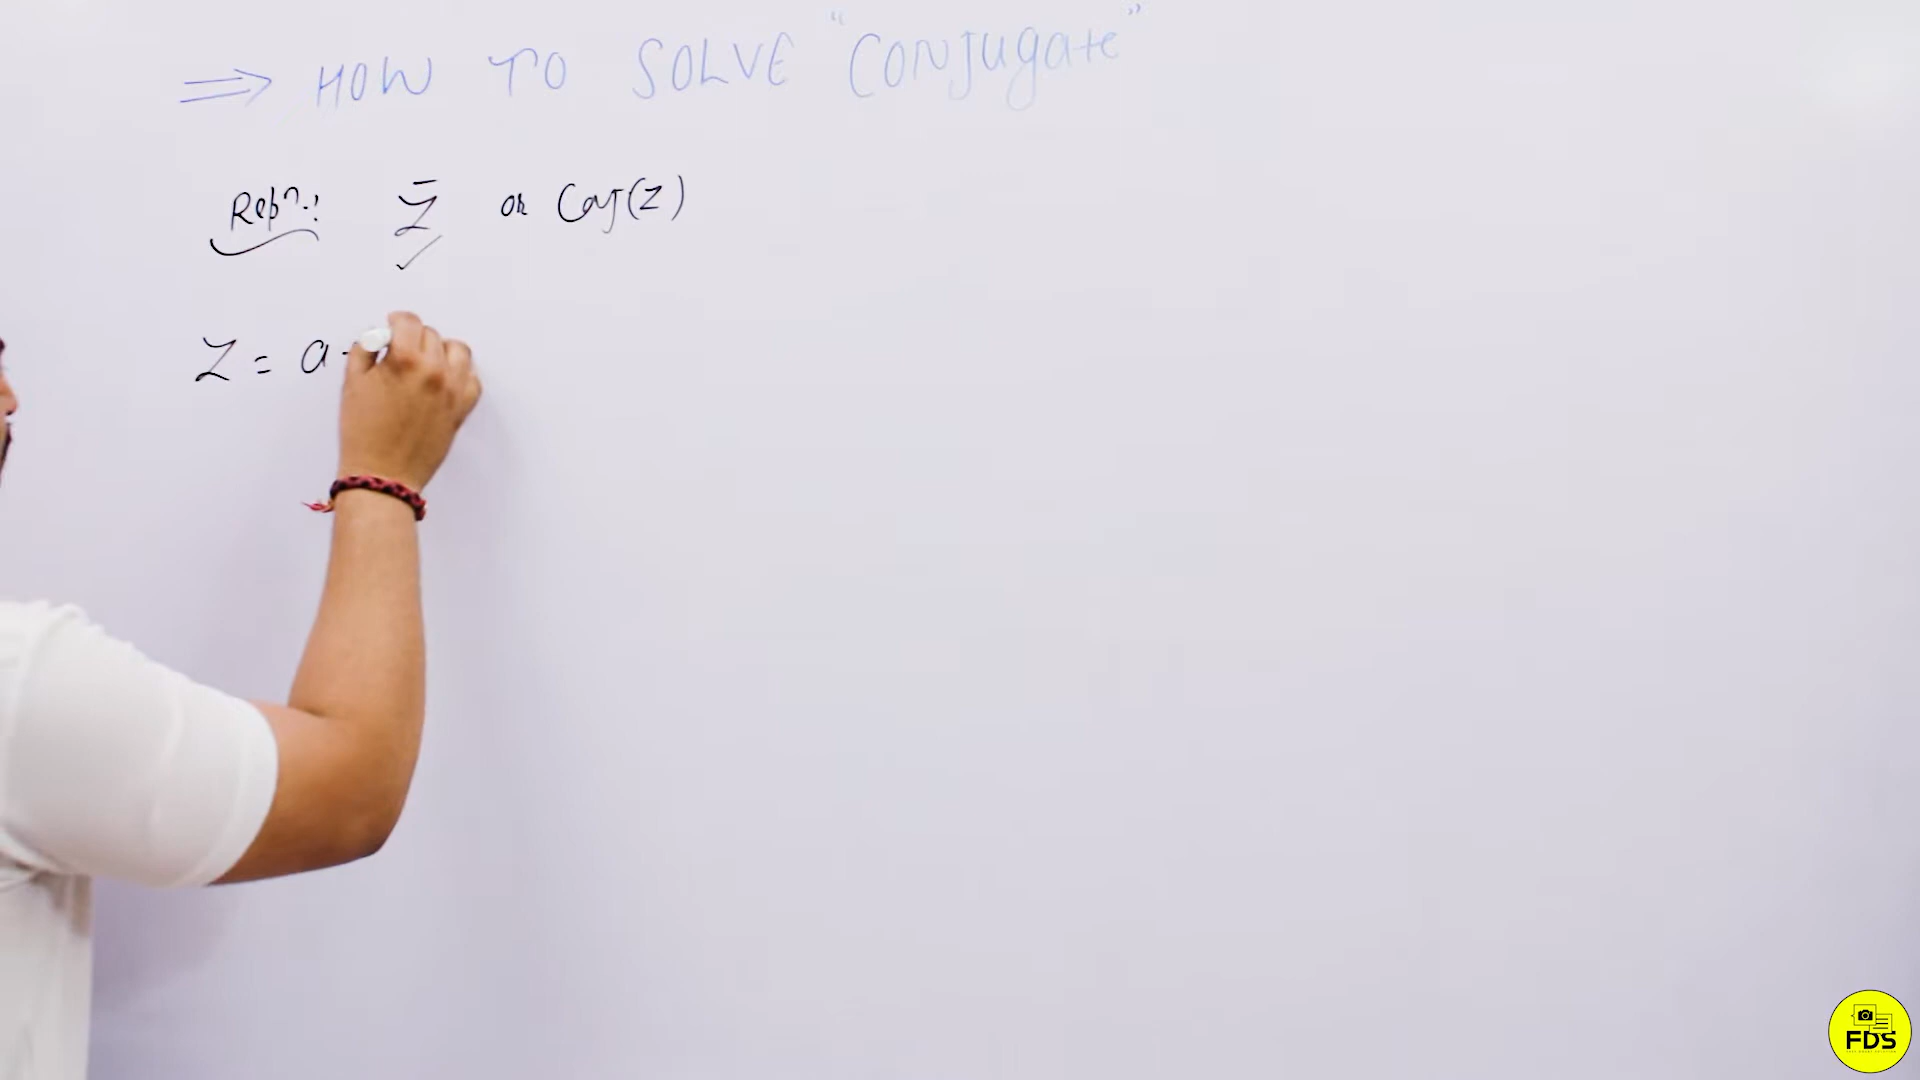 ⇒ HOW TO SOLVE "Conjugate"
Repn.: z̄ or Conj(z)
z = a
FDS